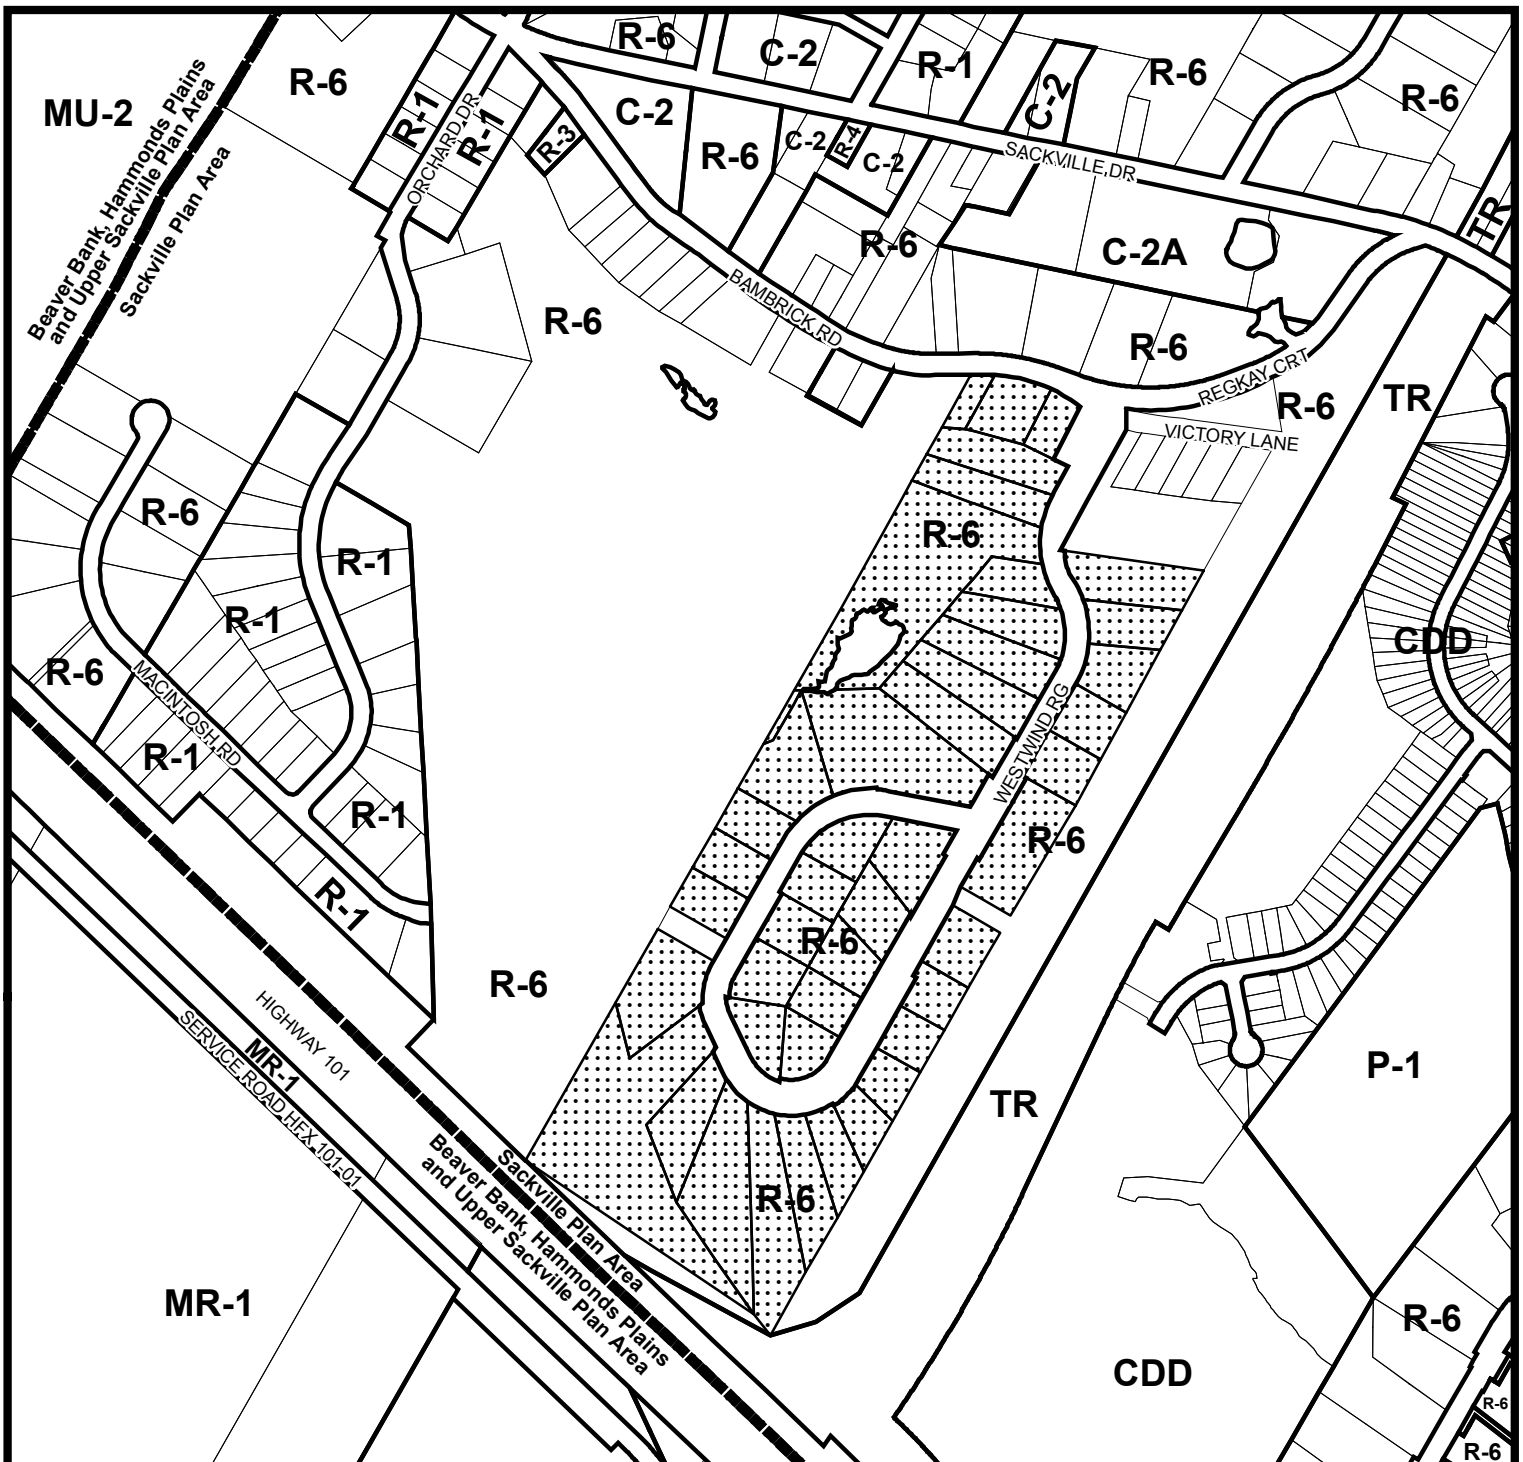 R-6
C-2
R-1
R-6
R-6
MU-2
R-6
C-2
C-2
R-1
R-1
ORCHARD DR
R-3
R-6
C-2
R-4
C-2
SACKVILLE DR
TR
Beaver Bank, Hammonds Plains
and Upper Sackville Plan Area
Sackville Plan Area
R-6
C-2A
BAMBRICK RD
R-6
R-6
REGKAY CRT
R-6
TR
VICTORY LANE
R-6
R-6
R-1
R-1
CDD
R-6
MACINTOSH RD
R-1
WESTWIND RG
R-1
R-6
R-1
R-6
R-6
HIGHWAY 101
MR-1
SERVICE ROAD HFX 101-01
P-1
TR
Sackville Plan Area
Beaver Bank, Hammonds Plains
and Upper Sackville Plan Area
R-6
MR-1
R-6
CDD
R-6
R-6